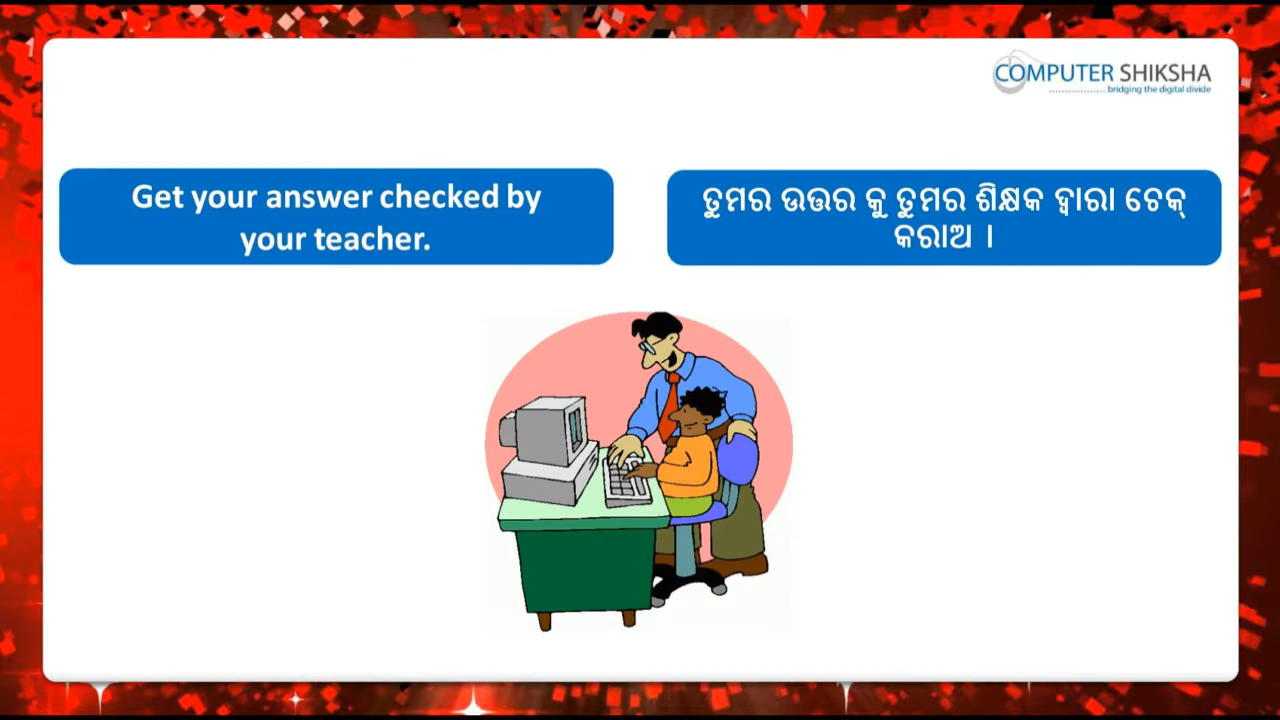 COMPUTER SHIKSHA
bridging the digital divide
Get your answer checked by
your teacher.
ତୁମର ଉତ୍ତର କୁ ତୁମର ଶିକ୍ଷକ ଦ୍ୱାରା ଚେକ୍
କରାଅ ।